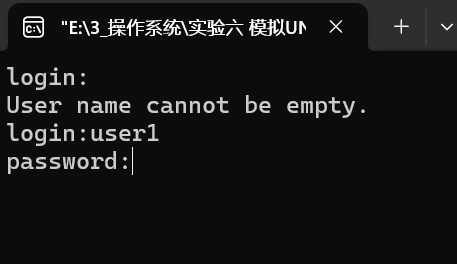 "E:\3_操作系统\实验六 模拟UN
login:
User name cannot be empty.
login:user1
password: